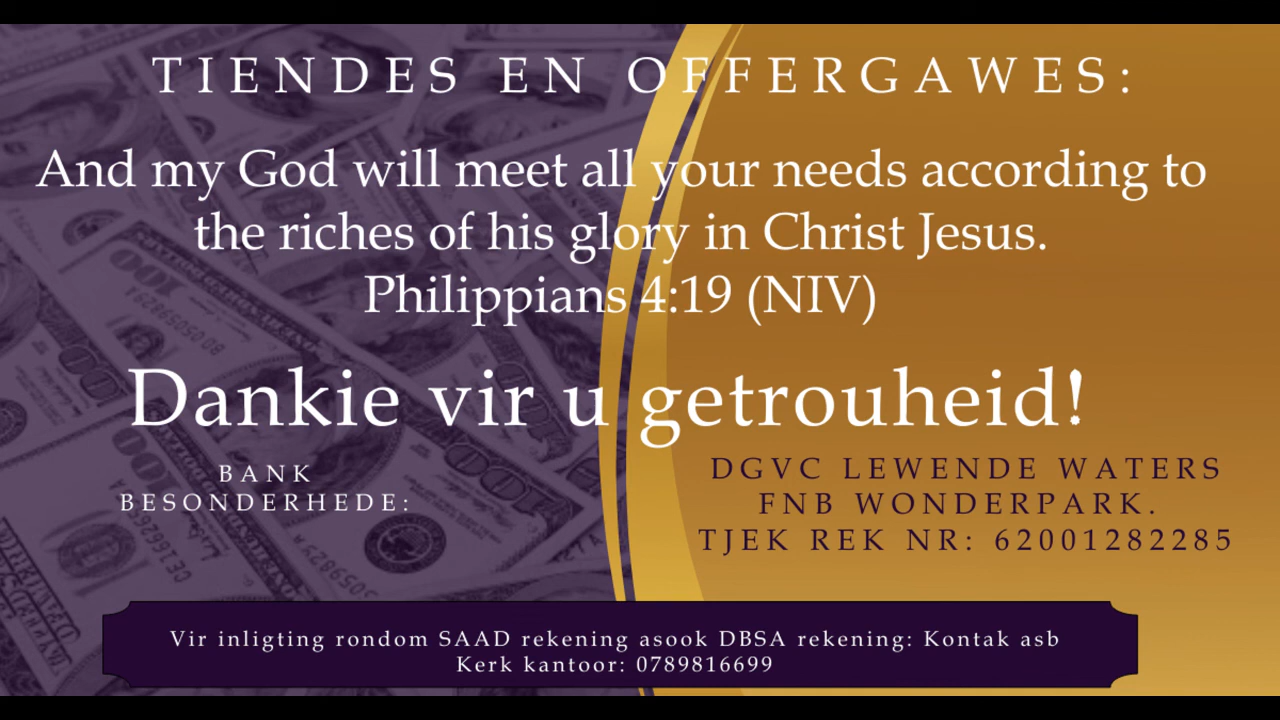 TIENDES EN OFFERGAWES:
And my God will meet all your needs according to
the riches of his glory in Christ Jesus.
Philippians 4:19 (NIV)
Dankie vir u getrouheid!
BANK
BESONDERHEDE:
DGVC LEWENDE WATERS
FNB WONDERPARK.
TJEK REK NR: 62001282285
Vir inligting rondom SAAD rekening asook DBSA rekening: Kontak asb
Kerk kantoor: 0789816699